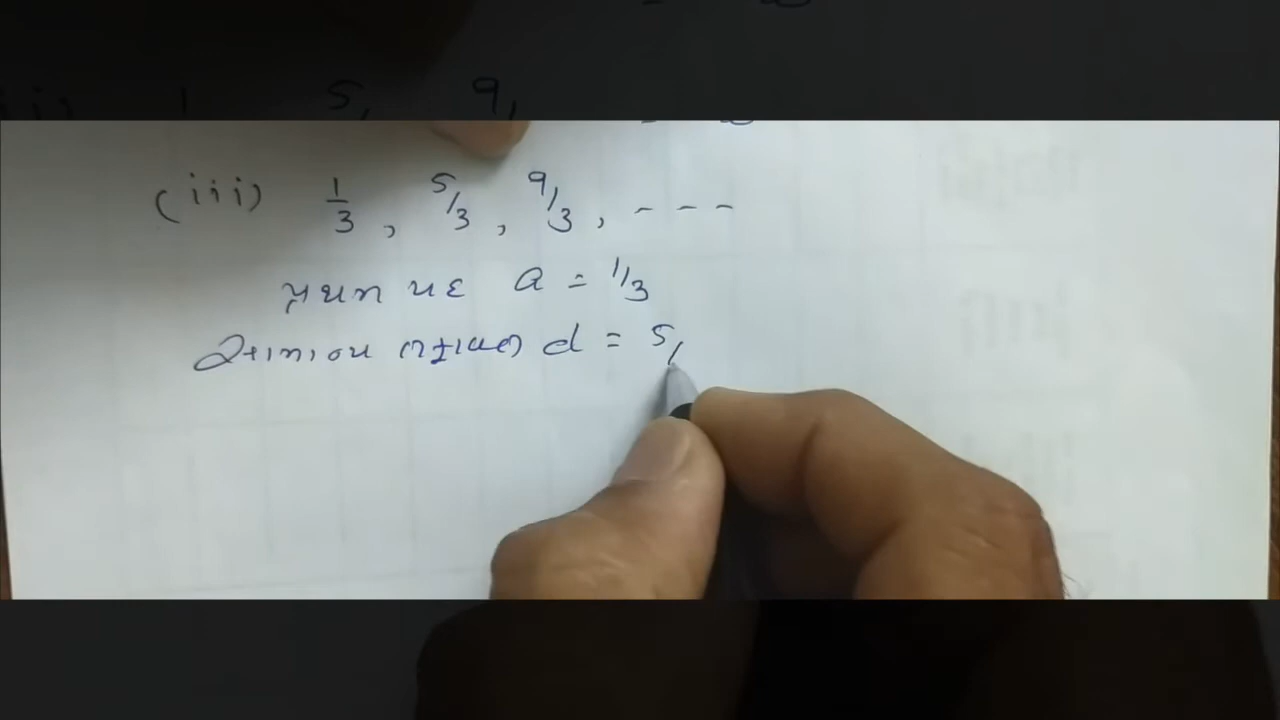 (iii) 1/3, 5/3, 9/3, ---
પ્રથમ પદ a = 1/3
સામાન્ય તફાવત d = 5/